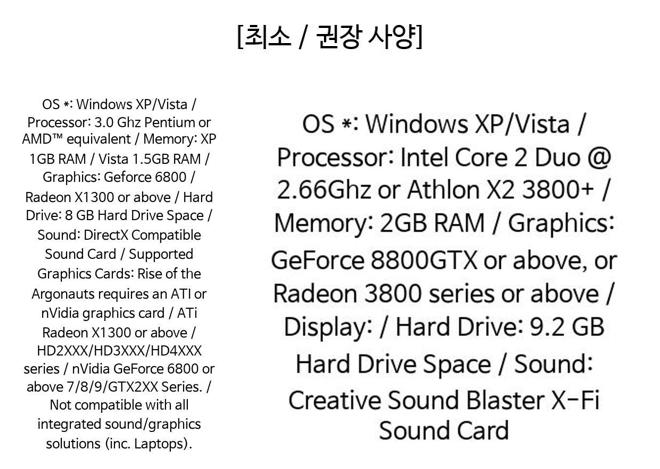 [최소 / 권장 사양]
OS *: Windows XP/Vista /
Processor: 3.0 Ghz Pentium or
AMD™ equivalent / Memory: XP
1GB RAM / Vista 1.5GB RAM /
Graphics: Geforce 6800 /
Radeon X1300 or above / Hard
Drive: 8 GB Hard Drive Space /
Sound: DirectX Compatible
Sound Card / Supported
Graphics Cards: Rise of the
Argonauts requires an ATI or
nVidia graphics card / ATi
Radeon X1300 or above /
HD2XXX/HD3XXX/HD4XXX
series / nVidia GeForce 6800 or
above 7/8/9/GTX2XX Series. /
Not compatible with all
integrated sound/graphics
solutions (inc. Laptops).
OS *: Windows XP/Vista /
Processor: Intel Core 2 Duo @
2.66Ghz or Athlon X2 3800+ /
Memory: 2GB RAM / Graphics:
GeForce 8800GTX or above, or
Radeon 3800 series or above /
Display: / Hard Drive: 9.2 GB
Hard Drive Space / Sound:
Creative Sound Blaster X-Fi
Sound Card